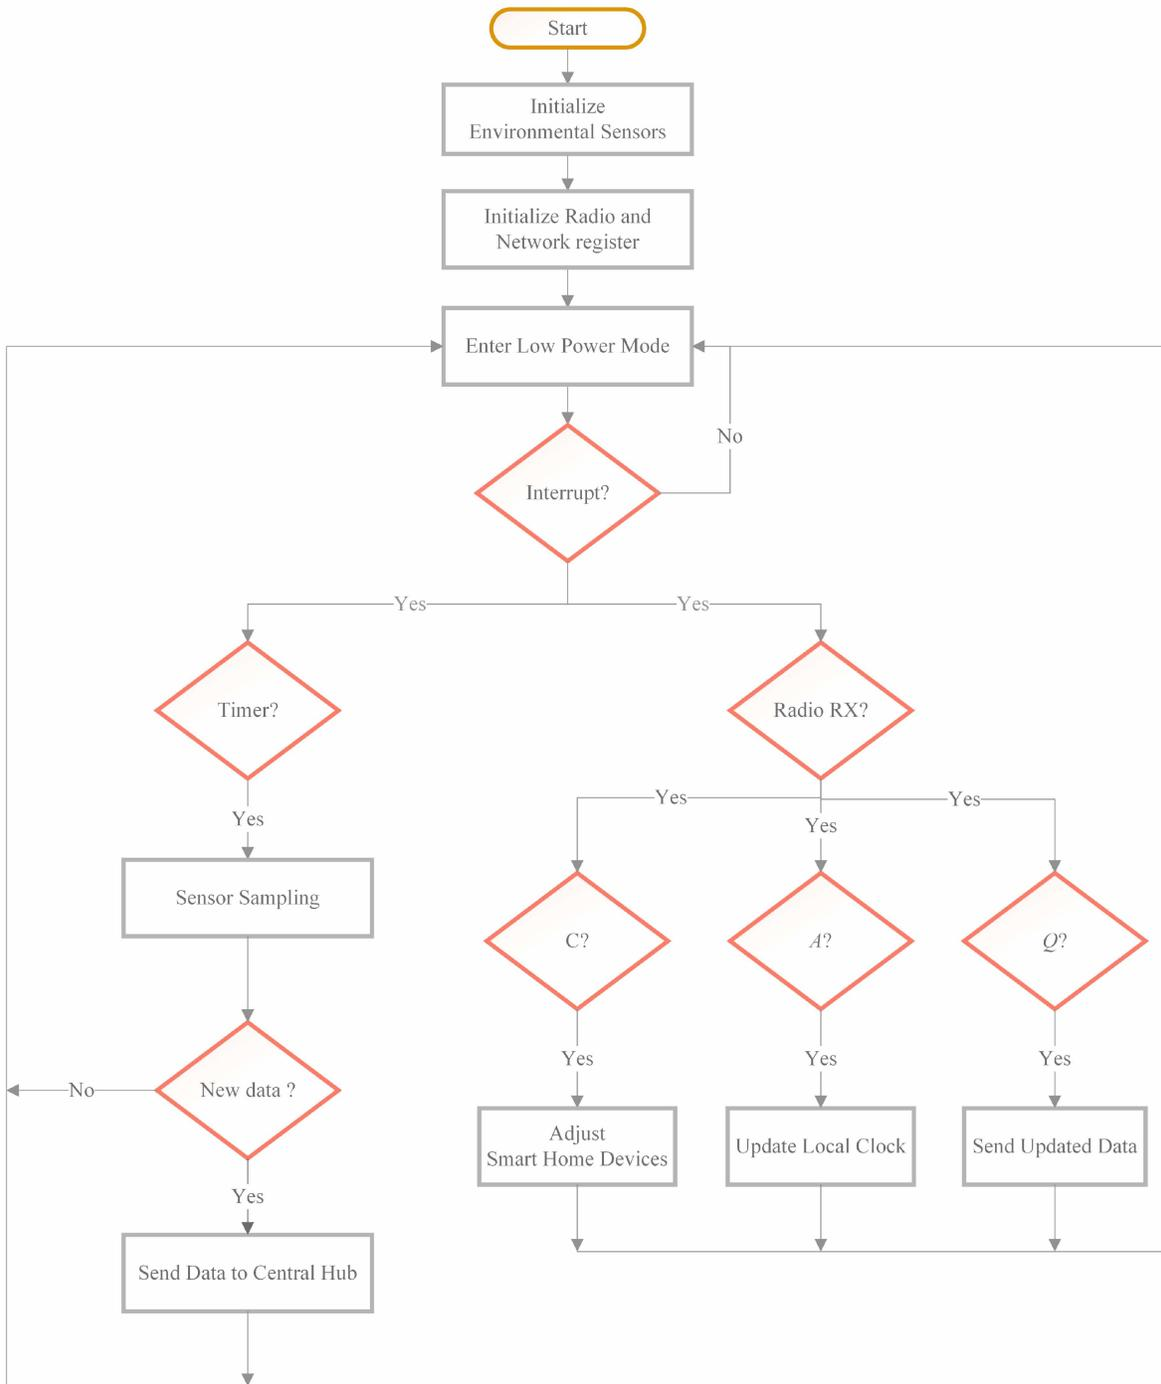 Start
Initialize
Environmental Sensors
Initialize Radio and
Network register
Enter Low Power Mode
No
Interrupt?
Yes
Yes
Timer?
Radio RX?
Yes
Yes
Yes
Yes
Sensor Sampling
C?
A?
Q?
Yes
Yes
Yes
No
New data ?
Adjust
Smart Home Devices
Update Local Clock
Send Updated Data
Yes
Send Data to Central Hub